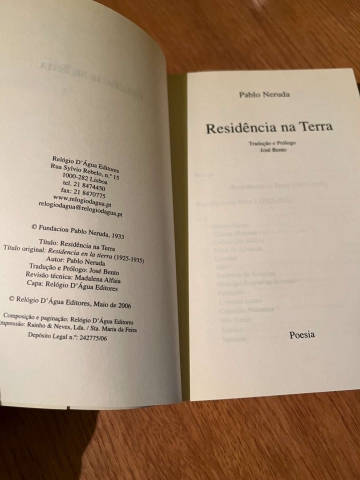 Relógio D'Água Editores
Rua Sylvio Rebelo, n.º 15
1000-282 Lisboa
tel. 21 8474450
fax. 21 8470775
www.relogiodagua.pt
relogiodagua@relogiodagua.pt
© Fundacion Pablo Neruda, 1933
Título: Residência na Terra
Título original: Residencia en la tierra (1925-1935)
Autor: Pablo Neruda
Tradução e Prólogo: José Bento
Revisão técnica: Madalena Alfaia
Capa: Relógio D'Água Editores
© Relógio D'Água Editores, Maio de 2006
Composição e paginação: Relógio D'Água Editores
Impressão: Rainho & Neves, Lda. / Sta. Maria da Feira
Depósito Legal n.º: 242775/06
Pablo Neruda
Residência na Terra
Tradução e Prólogo
José Bento
Poesia